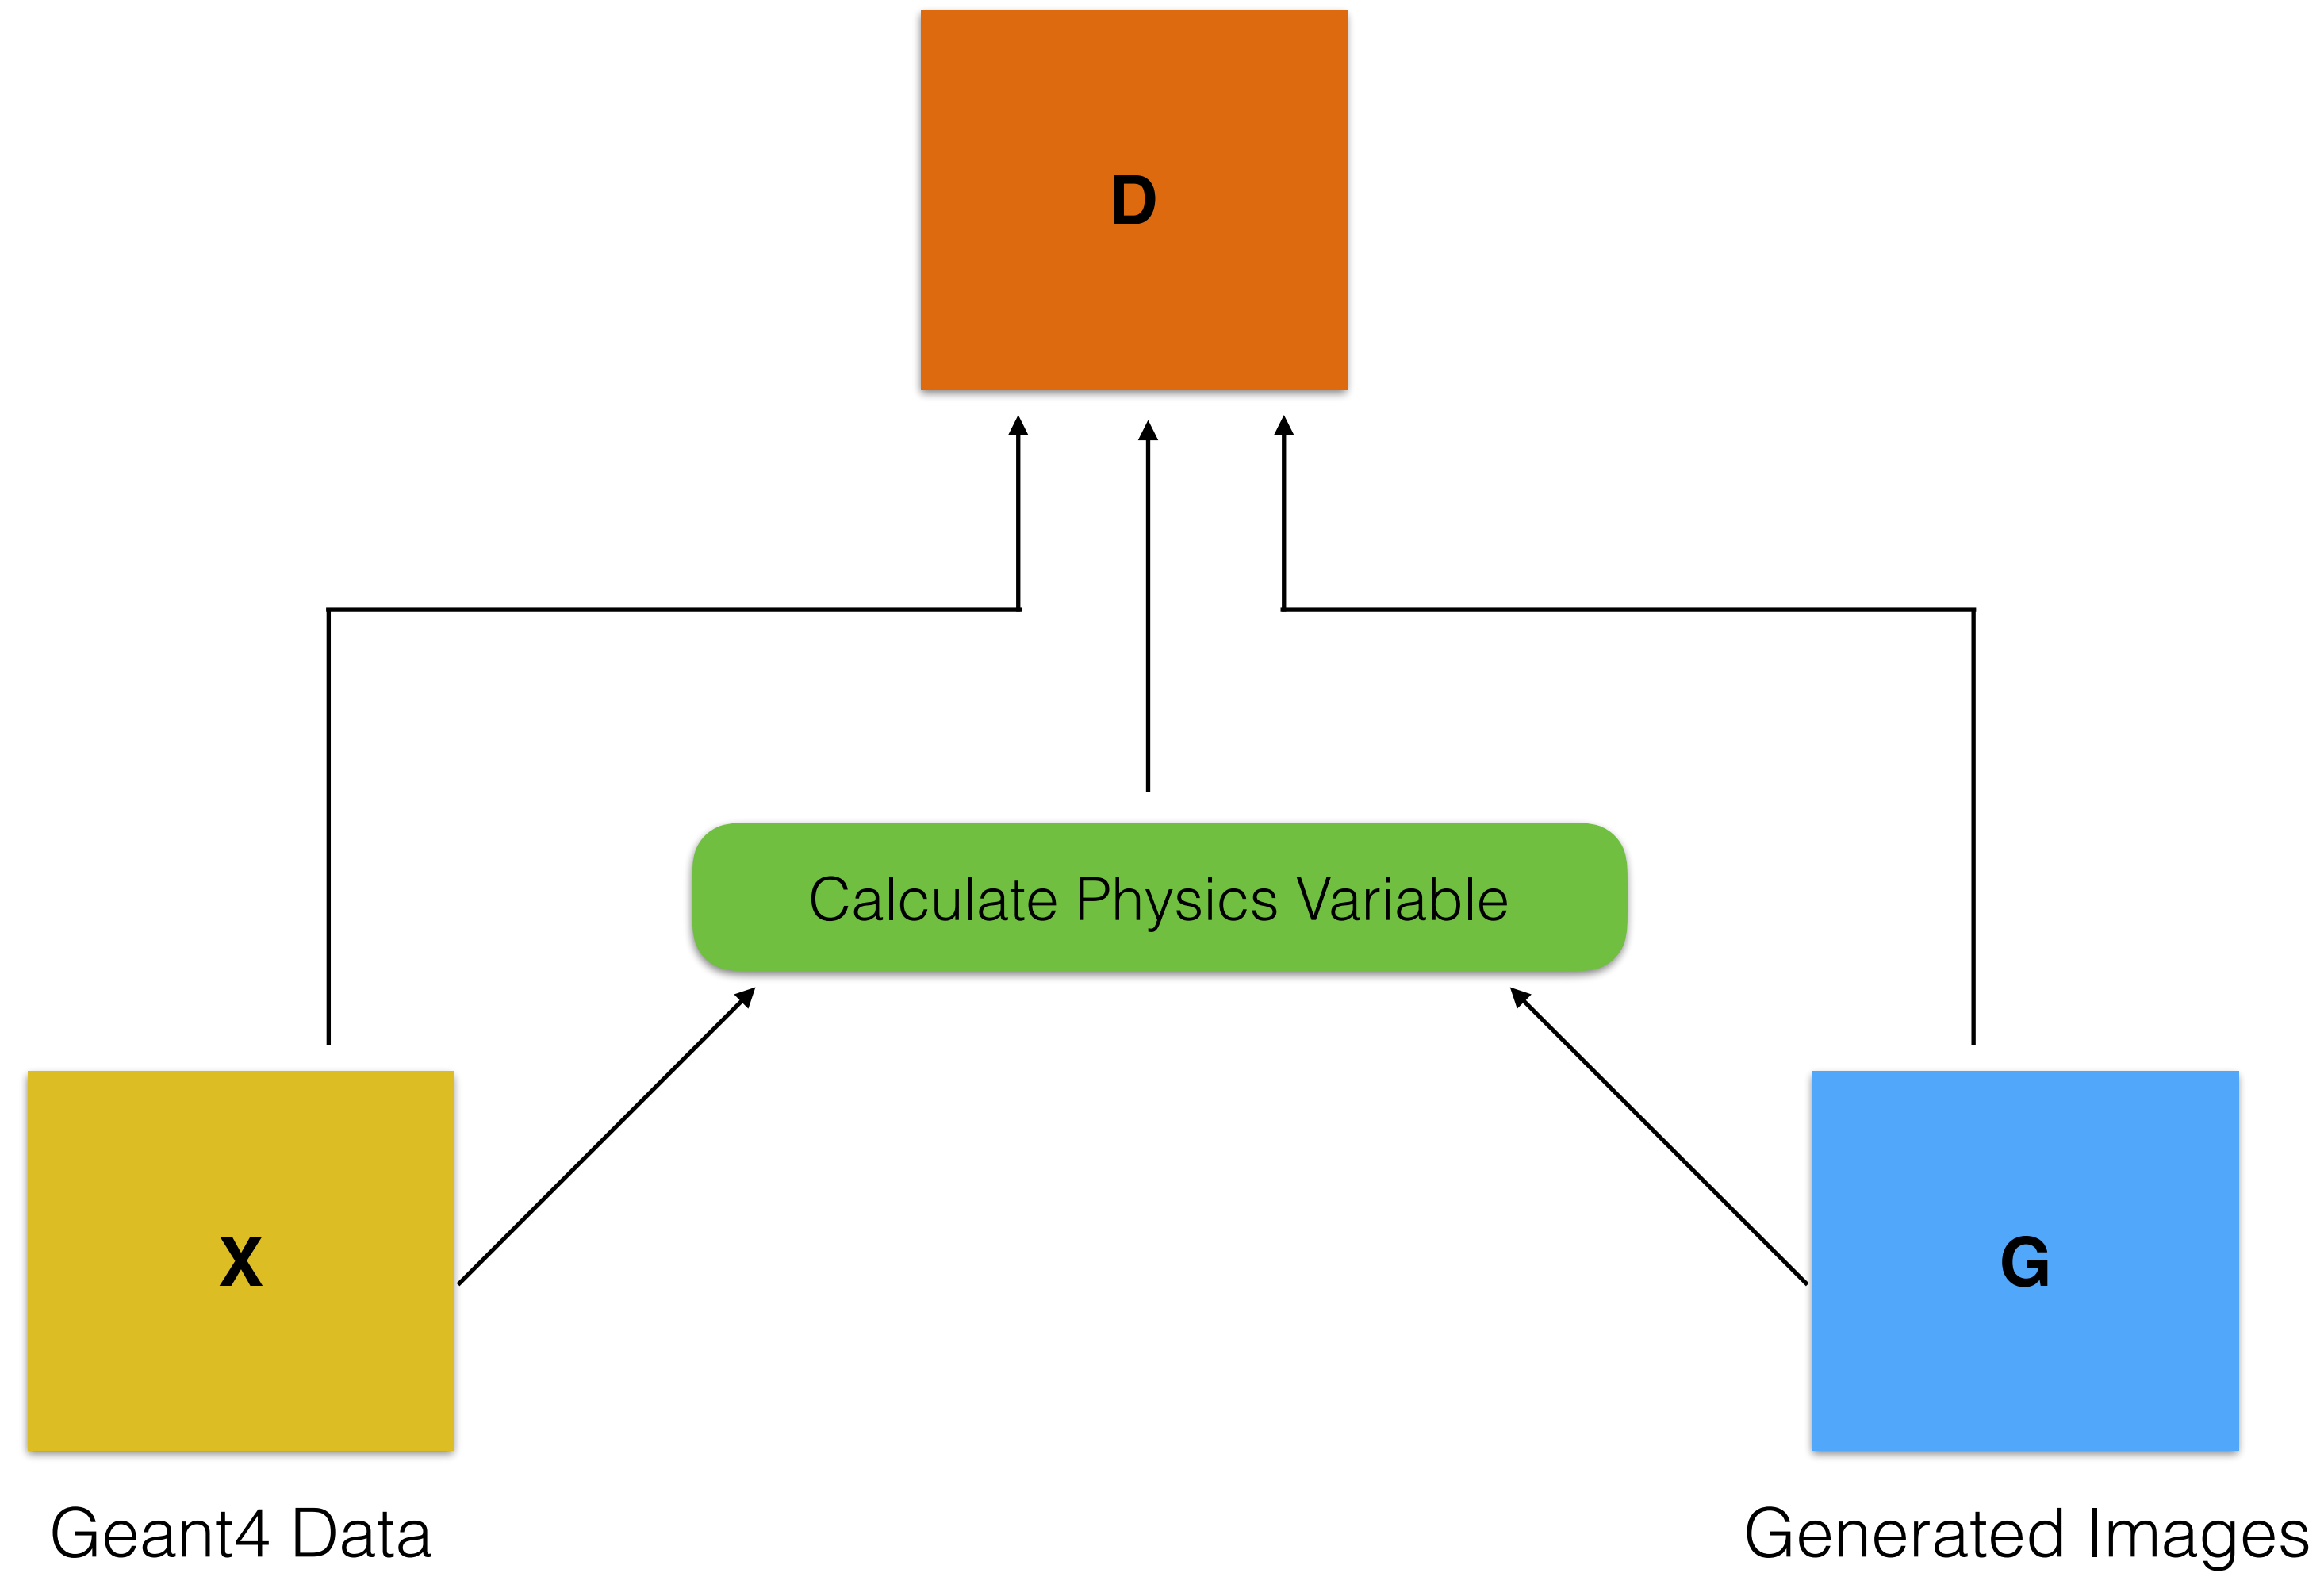 D
Calculate Physics Variable
X
G
Geant4 Data
Generated Images